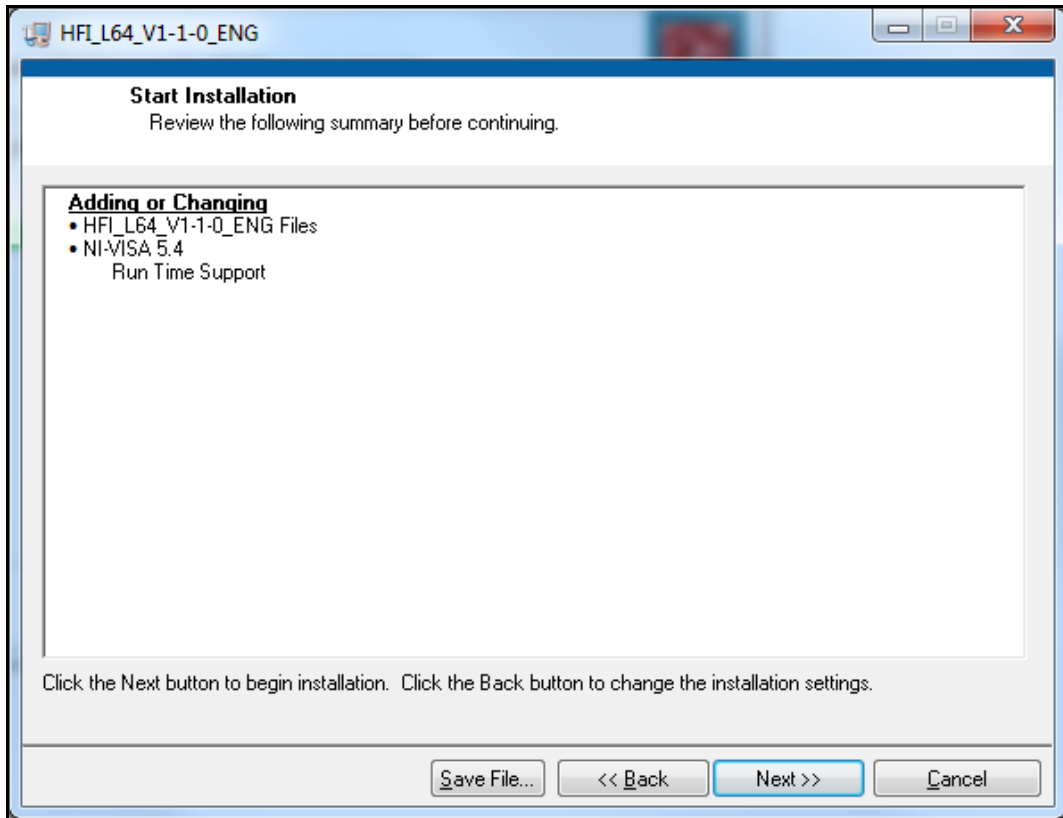 HFI_L64_V1-1-0_ENG
Start Installation
Review the following summary before continuing.
Adding or Changing
• HFI_L64_V1-1-0_ENG Files
• NI-VISA 5.4
Run Time Support
Click the Next button to begin installation.  Click the Back button to change the installation settings.
Save File... << Back Next >> Cancel